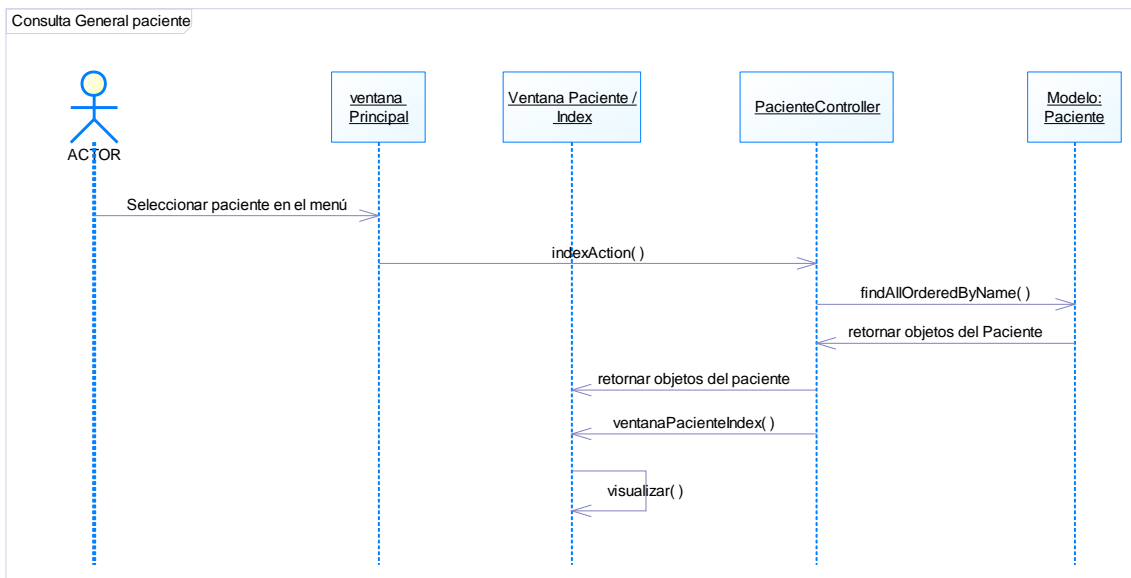 Consulta General paciente
ventana
Principal
Ventana Paciente /
Index
PacienteController
Modelo:
Paciente
ACTOR
Seleccionar paciente en el menú
indexAction( )
findAllOrderedByName( )
retornar objetos del Paciente
retornar objetos del paciente
ventanaPacienteIndex( )
visualizar( )